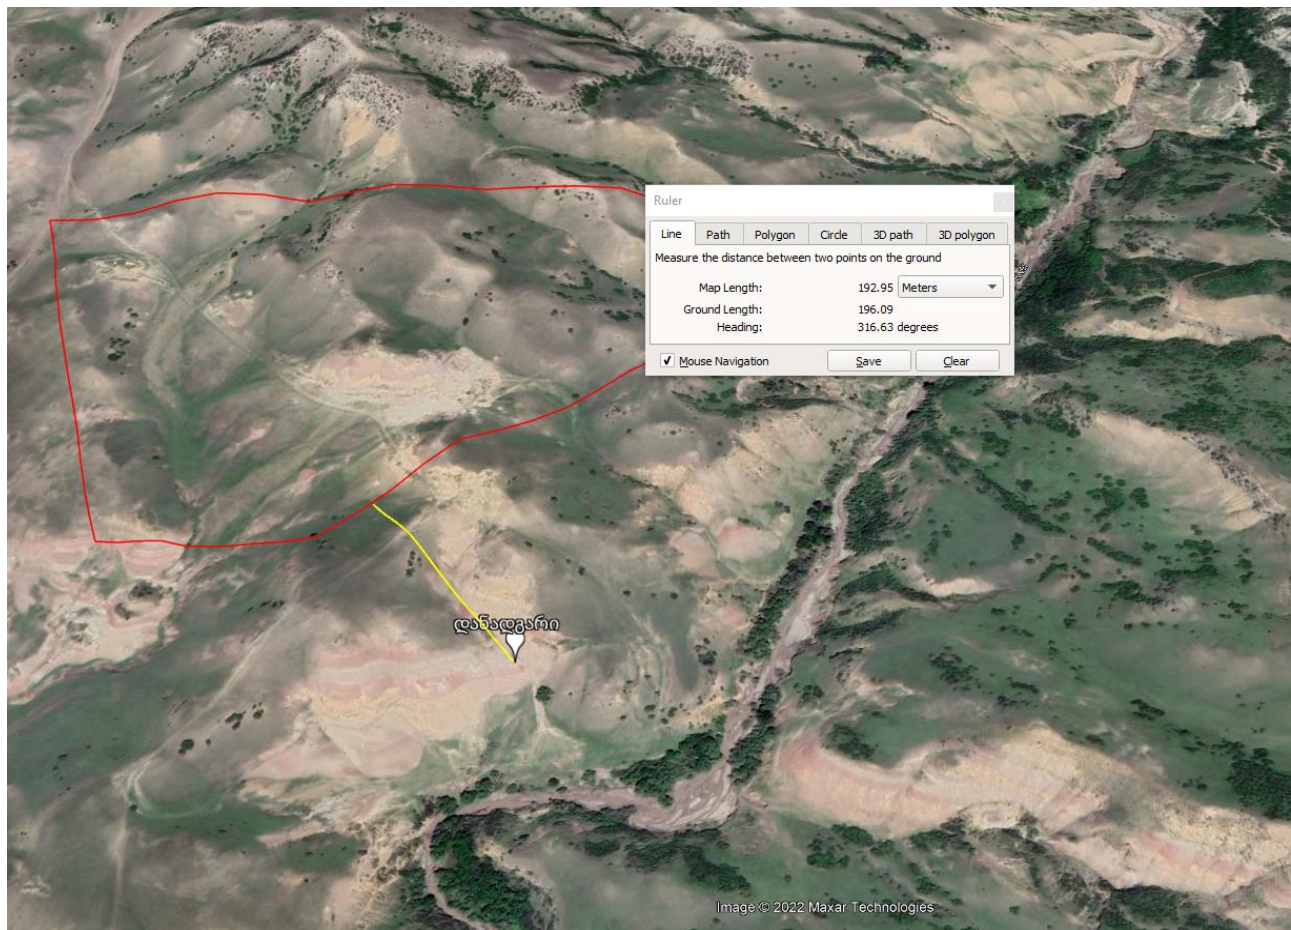 Ruler
Line Path Polygon Circle 3D path 3D polygon
Measure the distance between two points on the ground
Map Length: 192.95 Meters
Ground Length: 196.09
Heading: 316.63 degrees
Mouse Navigation Save Clear
დანადგარი
Image © 2022 Maxar Technologies